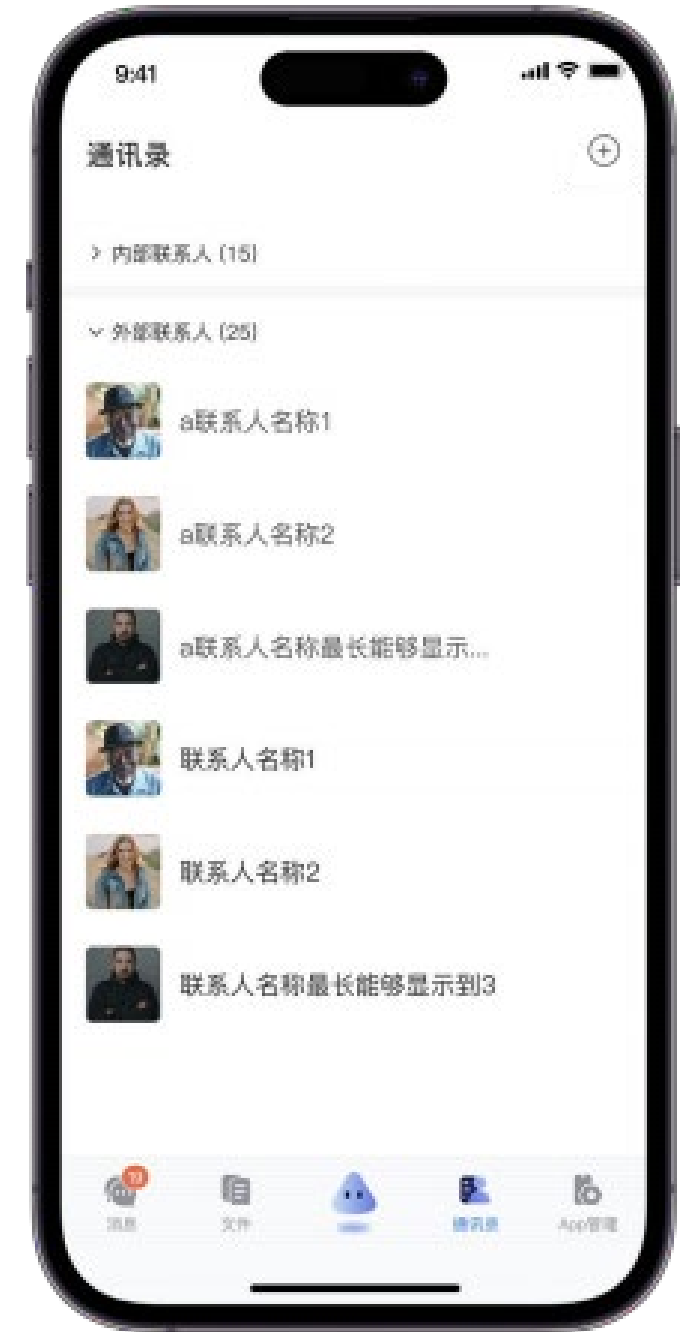 9:41
通讯录
内部联系人 (15)
外部联系人 (25)
a联系人名称1
a联系人名称2
a联系人名称最长能够显示...
联系人名称1
联系人名称2
联系人名称最长能够显示到3
19
消息
文件
通讯录
App管理